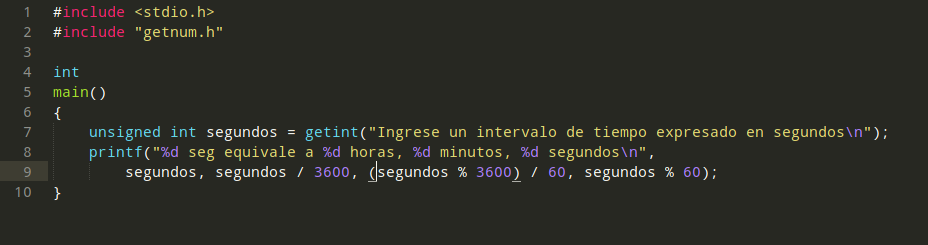 1 #include <stdio.h>
2 #include "getnum.h"
3
4 int
5 main()
6 {
7 unsigned int segundos = getint("Ingrese un intervalo de tiempo expresado en segundos\n");
8 printf("%d seg equivale a %d horas, %d minutos, %d segundos\n",
9 segundos, segundos / 3600, (segundos % 3600) / 60, segundos % 60);
10 }